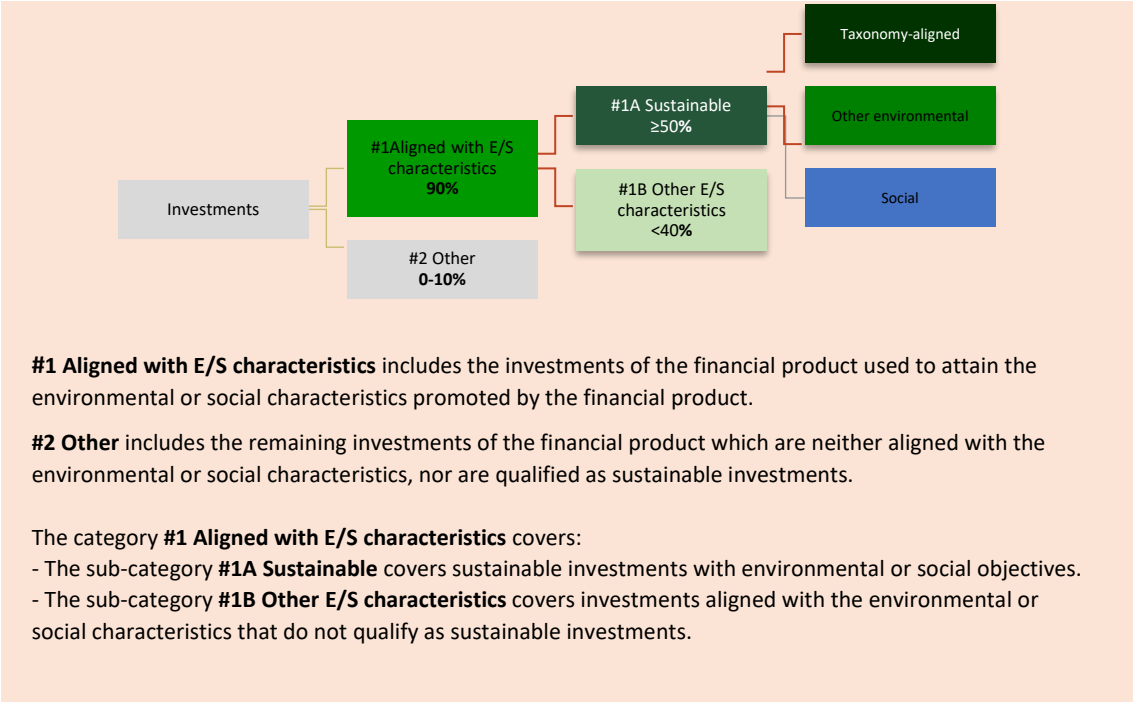 Taxonomy-aligned
#1A Sustainable
≥50%
Other environmental
#1Aligned with E/S
characteristics
90%
#1B Other E/S
characteristics
<40%
Social
Investments
#2 Other
0-10%
#1 Aligned with E/S characteristics includes the investments of the financial product used to attain the
environmental or social characteristics promoted by the financial product.
#2 Other includes the remaining investments of the financial product which are neither aligned with the
environmental or social characteristics, nor are qualified as sustainable investments.
The category #1 Aligned with E/S characteristics covers:
- The sub-category #1A Sustainable covers sustainable investments with environmental or social objectives.
- The sub-category #1B Other E/S characteristics covers investments aligned with the environmental or
social characteristics that do not qualify as sustainable investments.